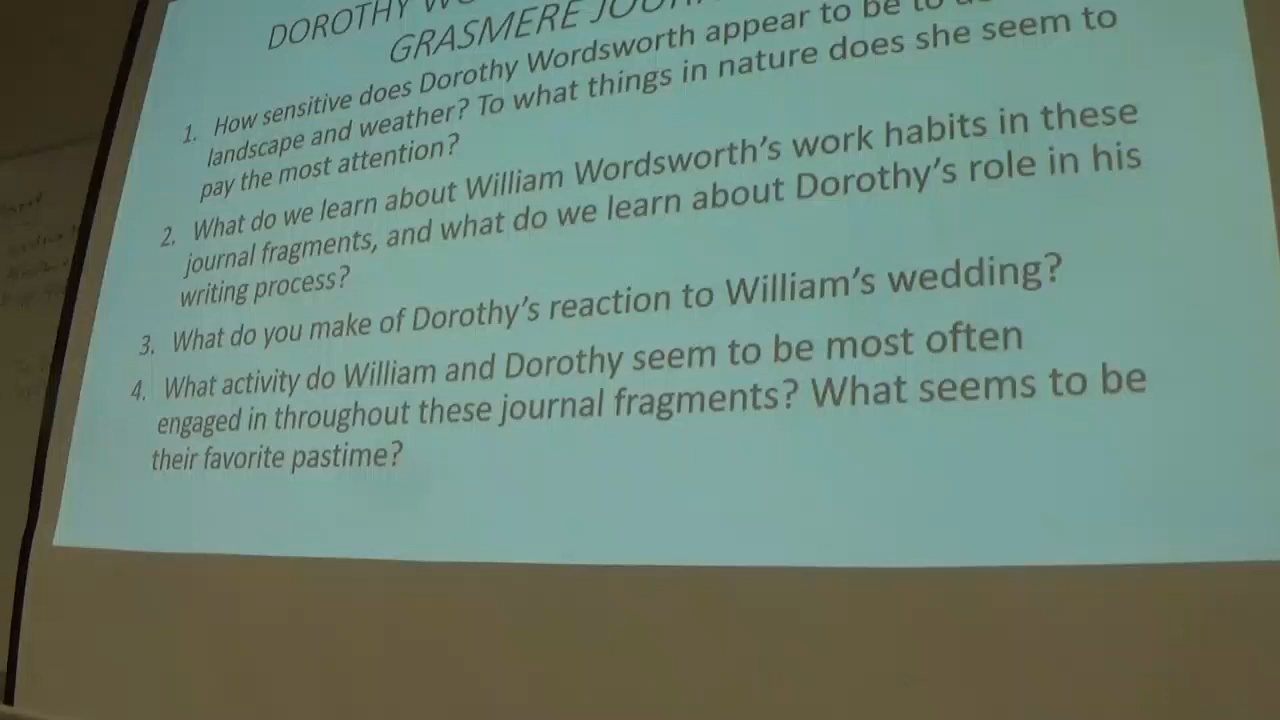 DOROTHY
GRASMERE
1. How sensitive does Dorothy Wordsworth appear to be to
landscape and weather? To what things in nature does she seem to
pay the most attention?
2. What do we learn about William Wordsworth's work habits in these
journal fragments, and what do we learn about Dorothy's role in his
writing process?
3. What do you make of Dorothy's reaction to William's wedding?
4. What activity do William and Dorothy seem to be most often
engaged in throughout these journal fragments? What seems to be
their favorite pastime?